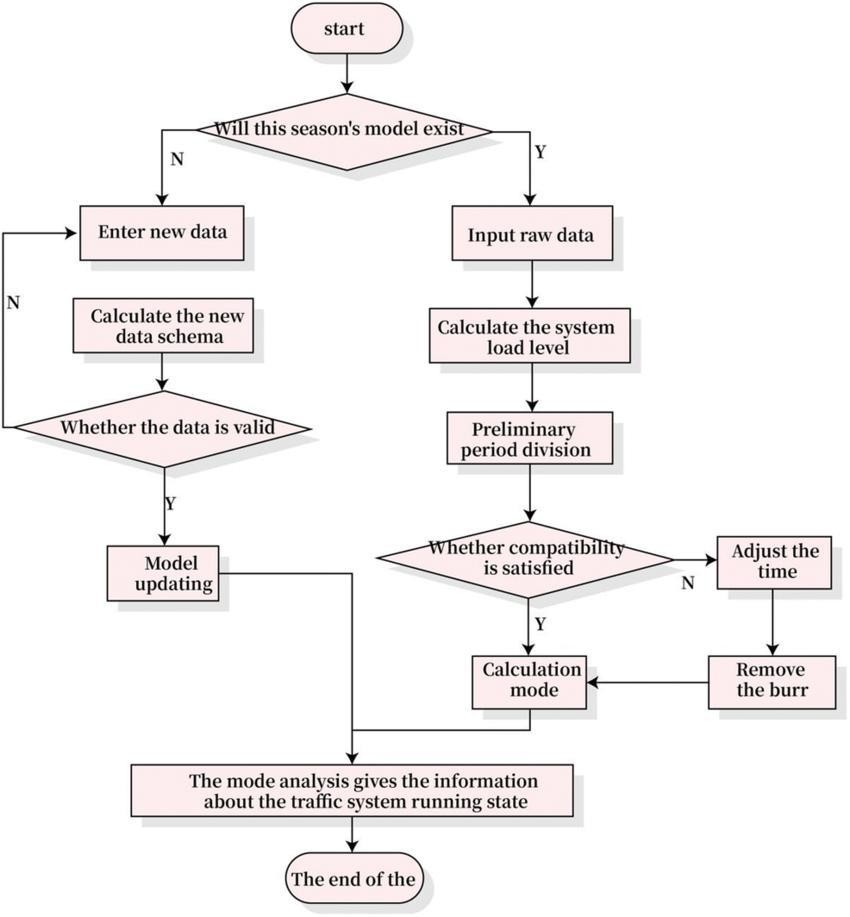 start
Will this season's model exist
N
Y
Enter new data
Input raw data
N
Calculate the new
data schema
Calculate the system
load level
Whether the data is valid
Preliminary
period division
Y
Whether compatibility
is satisfied
N
Adjust the
time
Model
updating
Y
Calculation
mode
Remove
the burr
The mode analysis gives the information
about the traffic system running state
The end of the